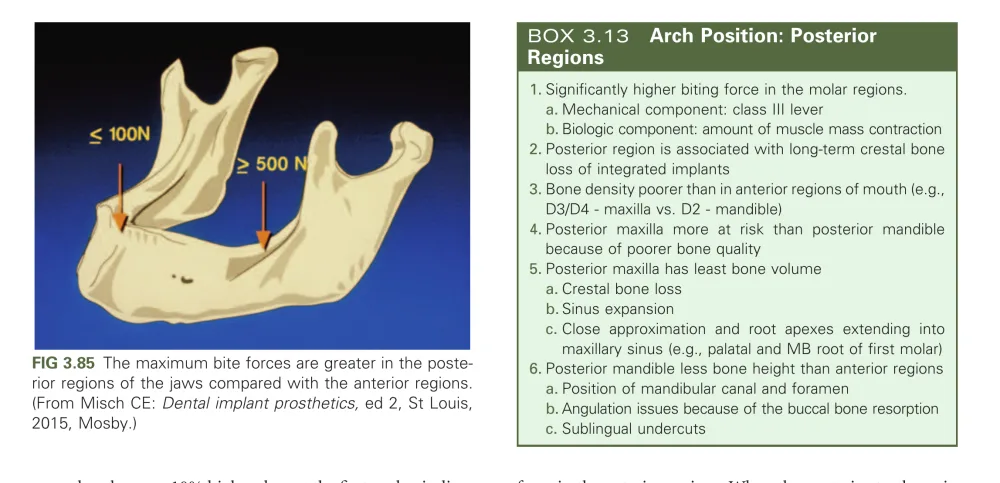 ≤ 100N
≥ 500 N
FIG 3.85 The maximum bite forces are greater in the poste-
rior regions of the jaws compared with the anterior regions.
(From Misch CE: Dental implant prosthetics, ed 2, St Louis,
2015, Mosby.)
BOX 3.13 Arch Position: Posterior
Regions
1. Significantly higher biting force in the molar regions.
a. Mechanical component: class III lever
b. Biologic component: amount of muscle mass contraction
2. Posterior region is associated with long-term crestal bone
loss of integrated implants
3. Bone density poorer than in anterior regions of mouth (e.g.,
D3/D4 - maxilla vs. D2 - mandible)
4. Posterior maxilla more at risk than posterior mandible
because of poorer bone quality
5. Posterior maxilla has least bone volume
a. Crestal bone loss
b. Sinus expansion
c. Close approximation and root apexes extending into
maxillary sinus (e.g., palatal and MB root of first molar)
6. Posterior mandible less bone height than anterior regions
a. Position of mandibular canal and foramen
b. Angulation issues because of the buccal bone resorption
c. Sublingual undercuts